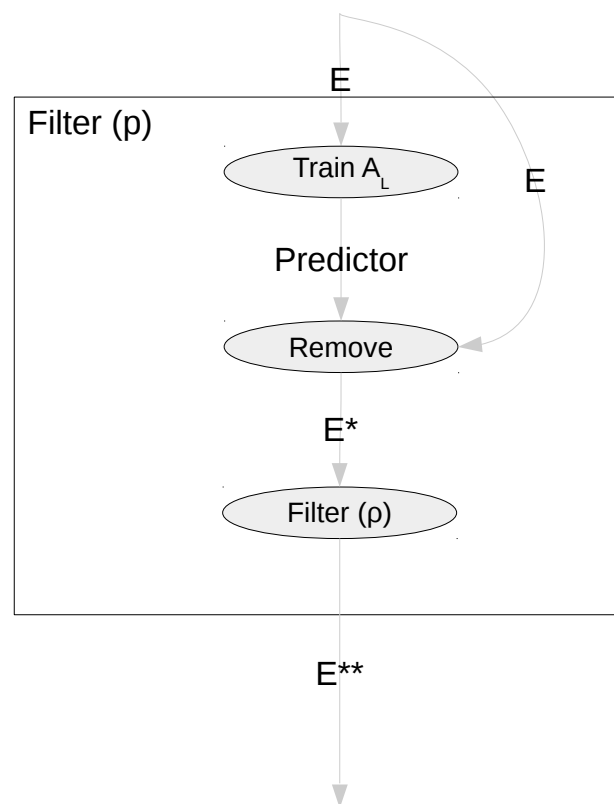 E
Filter (p)
Train A_L
E
Predictor
Remove
E*
Filter (ρ)
E**